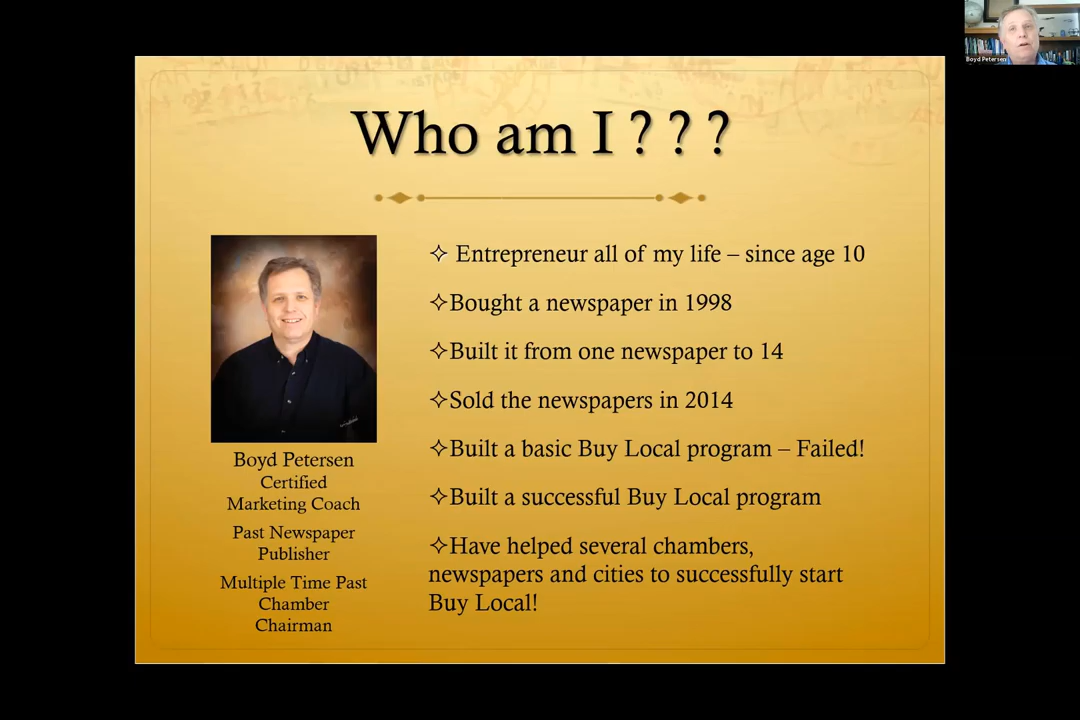 Boyd Petersen
Who am I ? ? ?
Entrepreneur all of my life – since age 10
Bought a newspaper in 1998
Built it from one newspaper to 14
Sold the newspapers in 2014
Built a basic Buy Local program – Failed!
Built a successful Buy Local program
Have helped several chambers,
newspapers and cities to successfully start
Buy Local!
Boyd Petersen
Certified
Marketing Coach
Past Newspaper
Publisher
Multiple Time Past
Chamber
Chairman